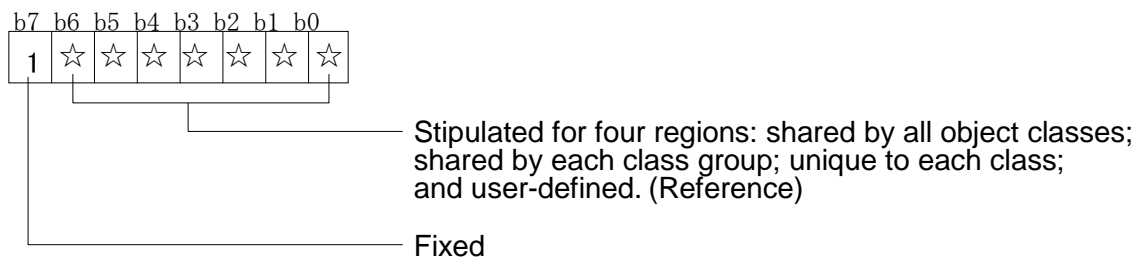 b7 b6 b5 b4 b3 b2 b1 b0
1 ☆ ☆ ☆ ☆ ☆ ☆ ☆
Stipulated for four regions: shared by all object classes;
shared by each class group; unique to each class;
and user-defined. (Reference)
Fixed